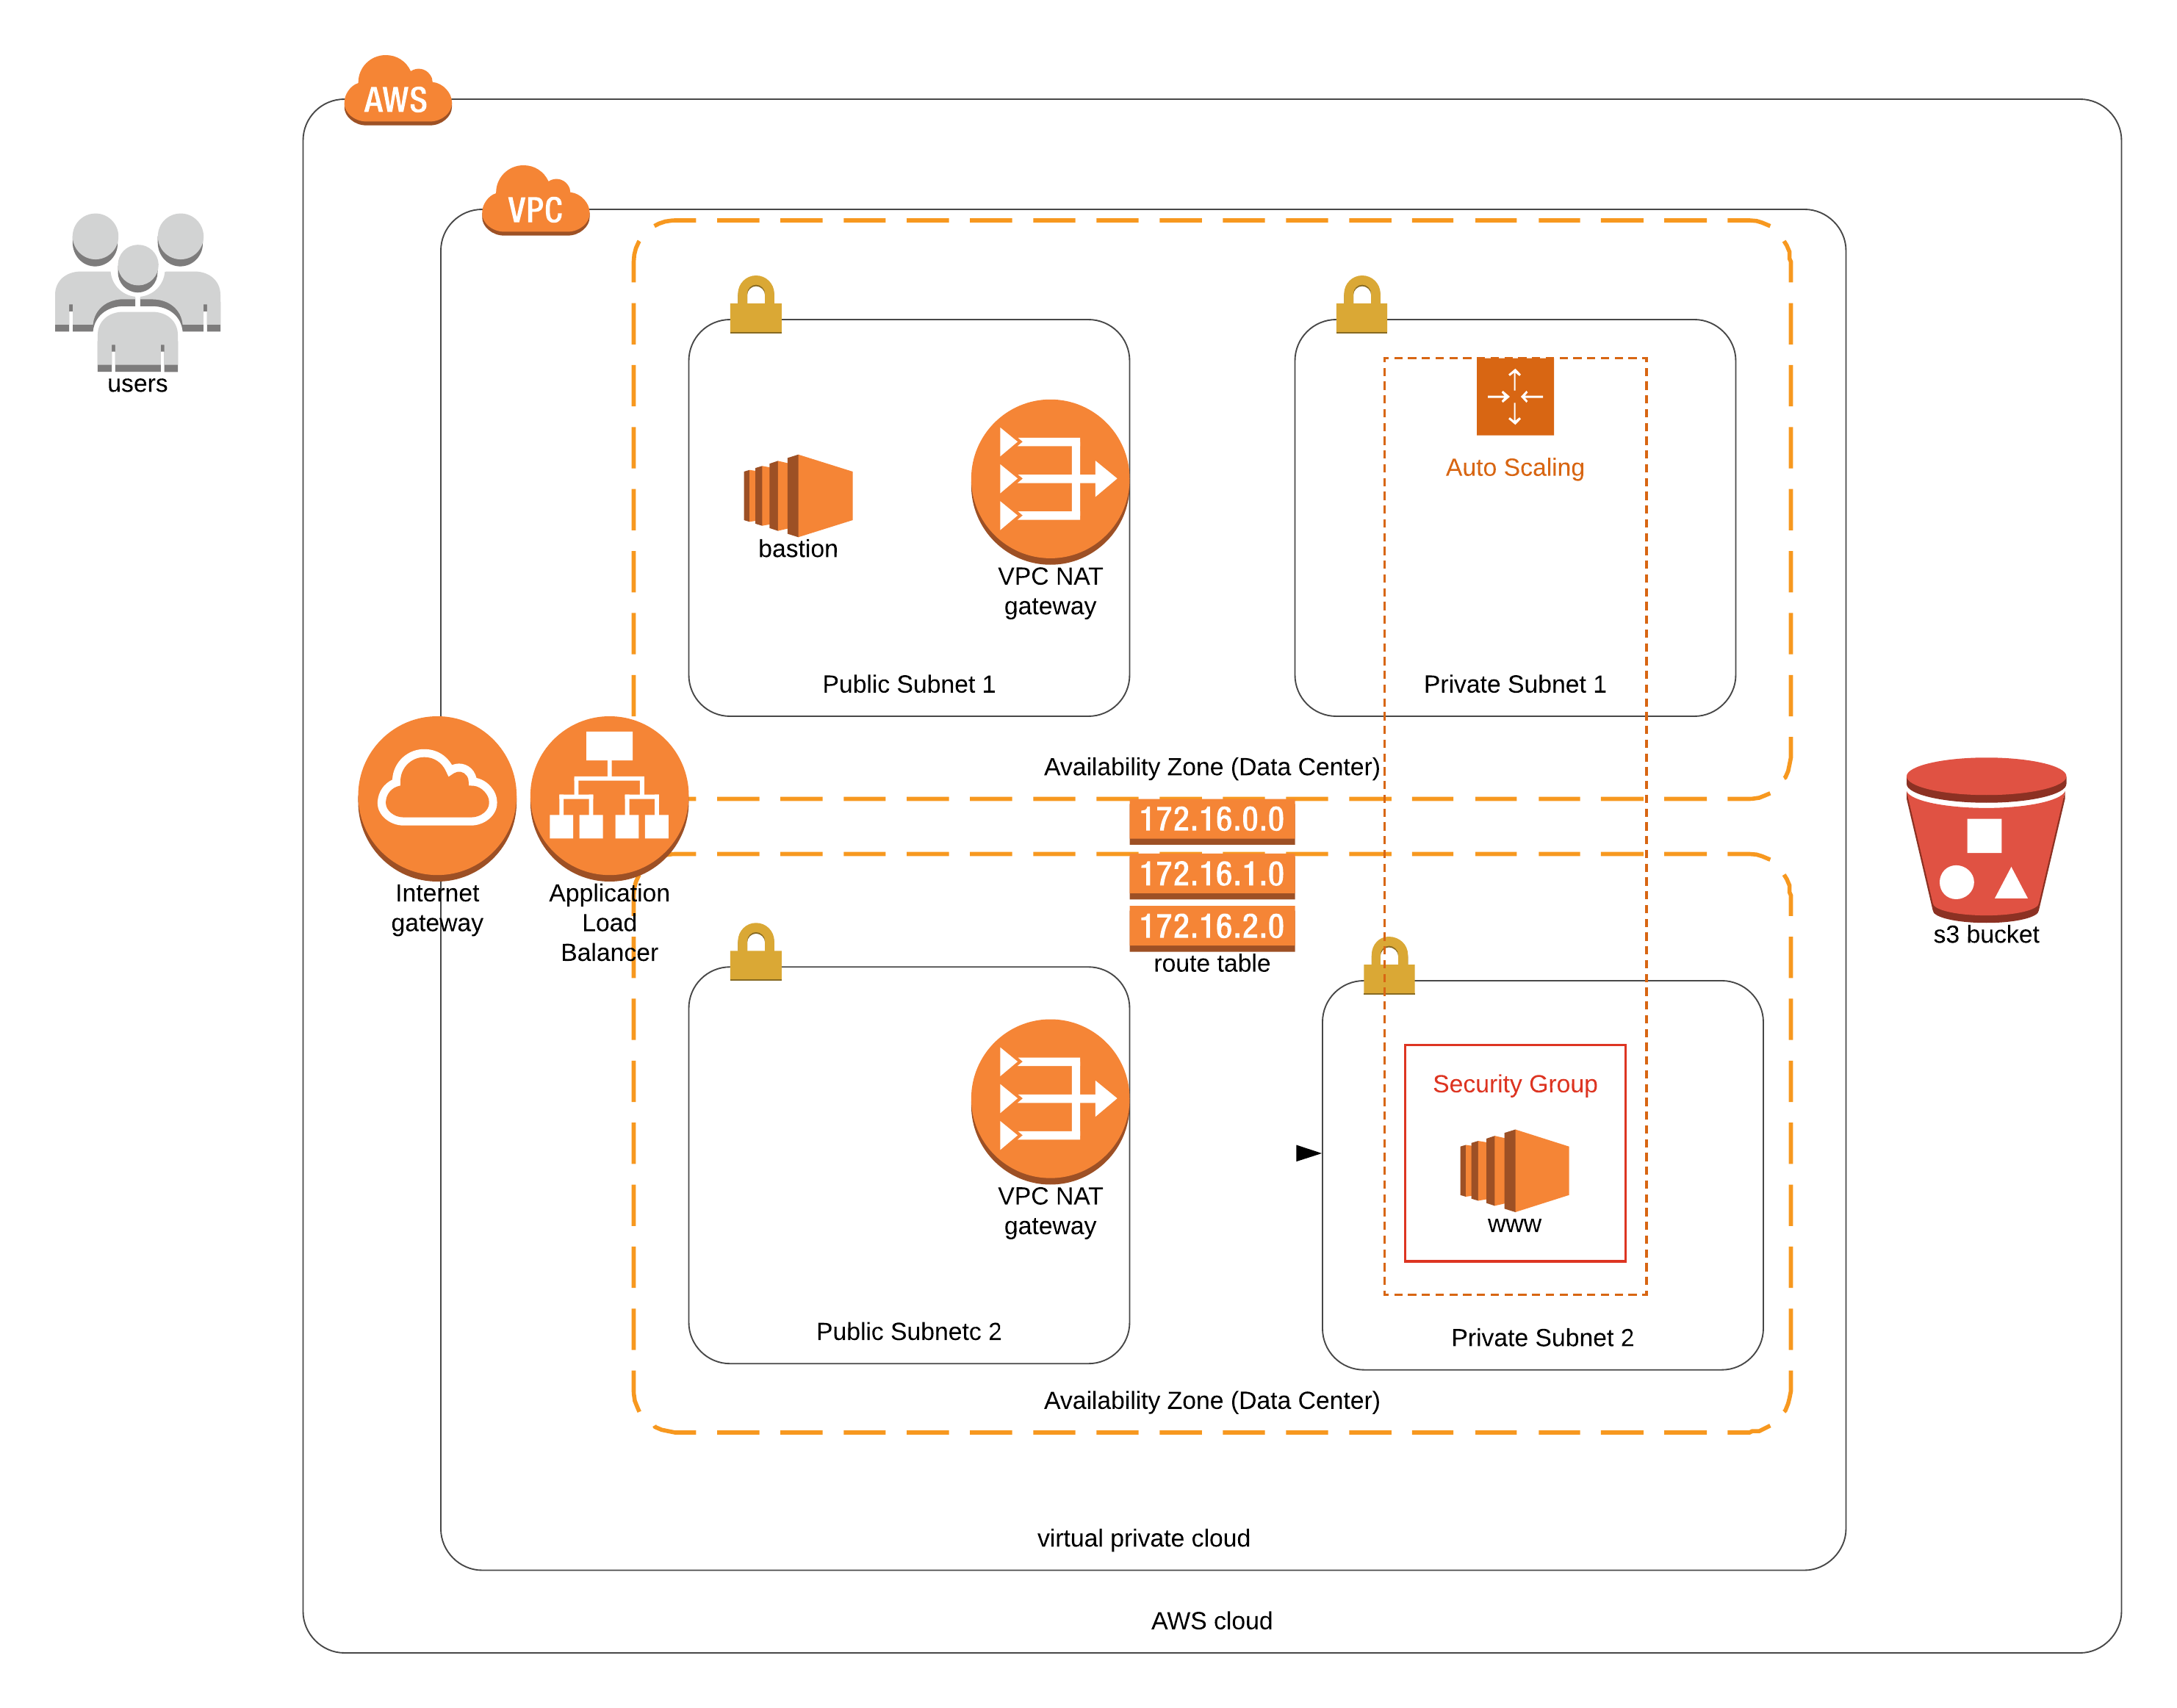 AWS
VPC
users
Auto Scaling
bastion
VPC NAT
gateway
Public Subnet 1
Private Subnet 1
Availability Zone (Data Center)
172.16.0.0
172.16.1.0
172.16.2.0
route table
Internet
gateway
Application
Load
Balancer
s3 bucket
Security Group
www
VPC NAT
gateway
Public Subnetc 2
Private Subnet 2
Availability Zone (Data Center)
virtual private cloud
AWS cloud